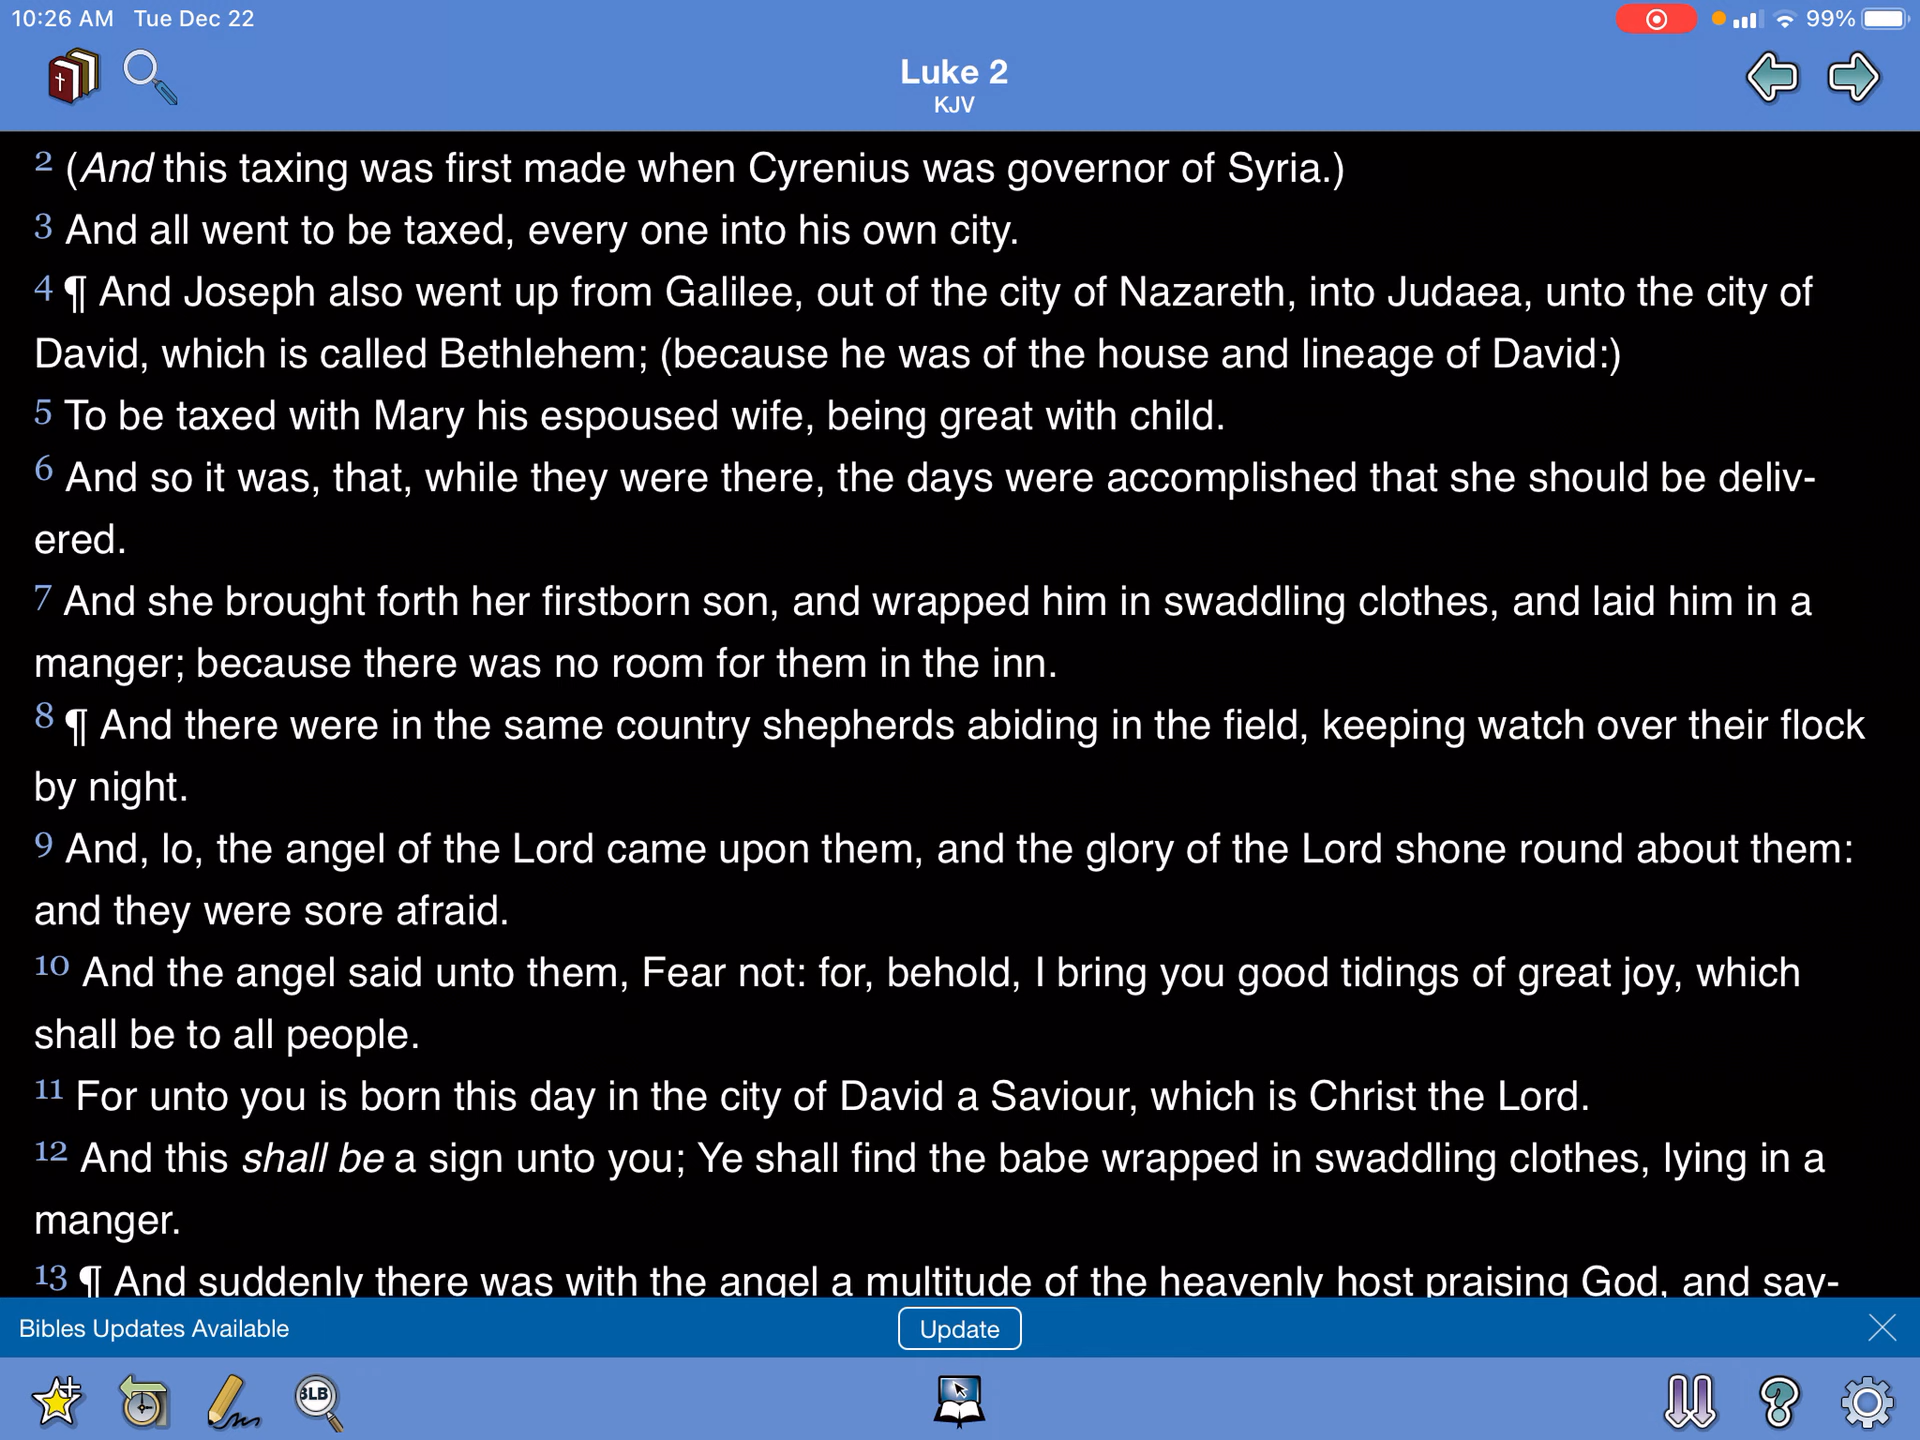 10:26 AM Tue Dec 22 99%
Luke 2
KJV
2 (And this taxing was first made when Cyrenius was governor of Syria.)
3 And all went to be taxed, every one into his own city.
4 ¶ And Joseph also went up from Galilee, out of the city of Nazareth, into Judaea, unto the city of
David, which is called Bethlehem; (because he was of the house and lineage of David:)
5 To be taxed with Mary his espoused wife, being great with child.
6 And so it was, that, while they were there, the days were accomplished that she should be deliv-
ered.
7 And she brought forth her firstborn son, and wrapped him in swaddling clothes, and laid him in a
manger; because there was no room for them in the inn.
8 ¶ And there were in the same country shepherds abiding in the field, keeping watch over their flock
by night.
9 And, lo, the angel of the Lord came upon them, and the glory of the Lord shone round about them:
and they were sore afraid.
10 And the angel said unto them, Fear not: for, behold, I bring you good tidings of great joy, which
shall be to all people.
11 For unto you is born this day in the city of David a Saviour, which is Christ the Lord.
12 And this shall be a sign unto you; Ye shall find the babe wrapped in swaddling clothes, lying in a
manger.
13 ¶ And suddenly there was with the angel a multitude of the heavenly host praising God, and say-
Bibles Updates Available Update
BLB